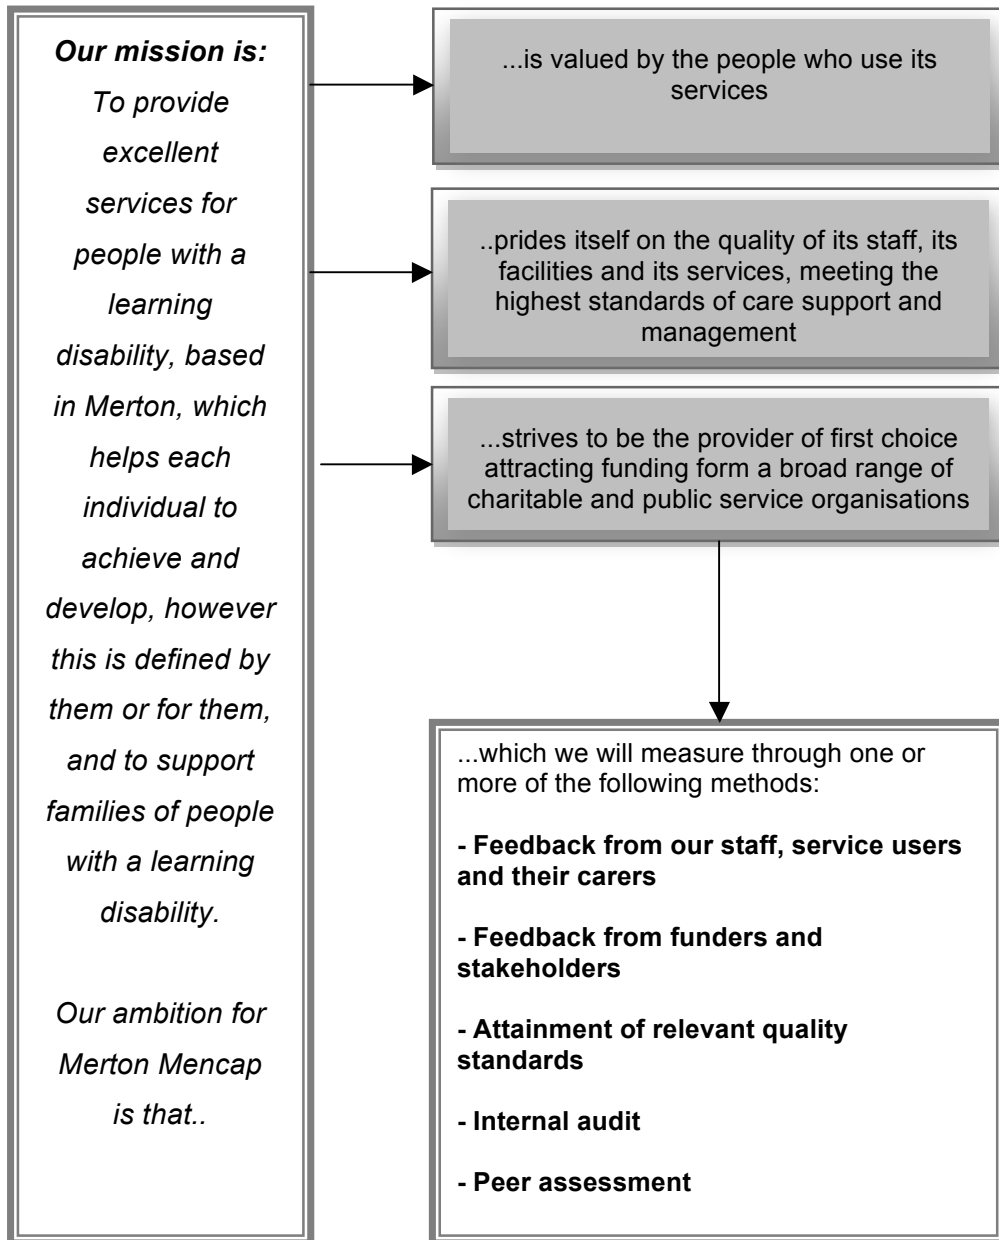 Our mission is:
To provide
excellent
services for
people with a
learning
disability, based
in Merton, which
helps each
individual to
achieve and
develop, however
this is defined by
them or for them,
and to support
families of people
with a learning
disability.
Our ambition for
Merton Mencap
is that..
...is valued by the people who use its
services
..prides itself on the quality of its staff, its
facilities and its services, meeting the
highest standards of care support and
management
...strives to be the provider of first choice
attracting funding form a broad range of
charitable and public service organisations
...which we will measure through one or
more of the following methods:
- Feedback from our staff, service users
and their carers
- Feedback from funders and
stakeholders
- Attainment of relevant quality
standards
- Internal audit
- Peer assessment